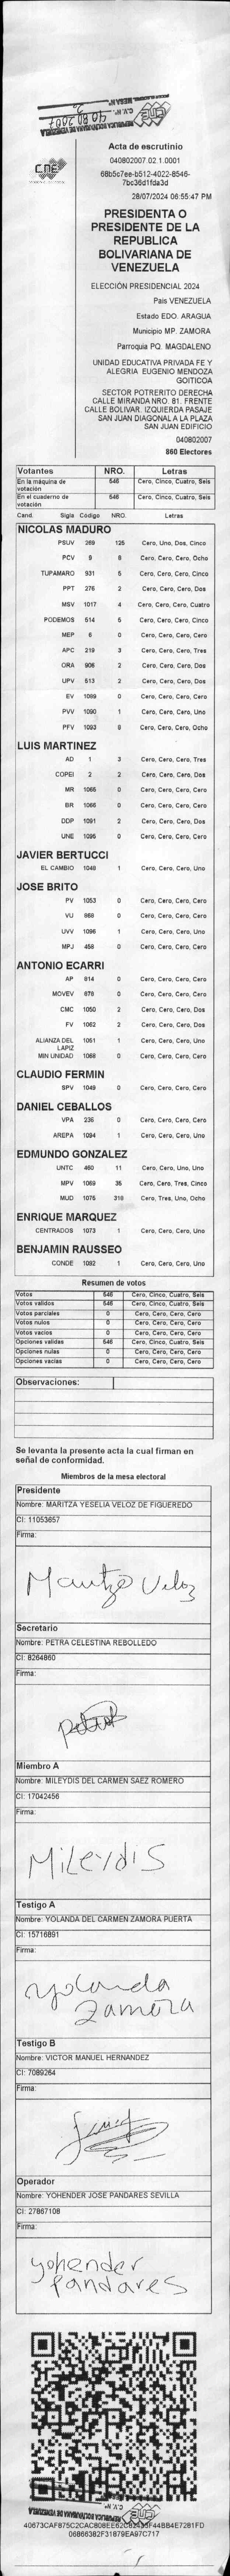 CNE
Acta de escrutinio
040802007.02.1.0001
68b5c7ee-b512-4022-8546-
7bc36d1fda3d
28/07/2024 06:55:47 PM
PRESIDENTA O
PRESIDENTE DE LA
REPUBLICA
BOLIVARIANA DE
VENEZUELA
ELECCIÓN PRESIDENCIAL 2024
Pais VENEZUELA
Estado EDO. ARAGUA
Municipio MP. ZAMORA
Parroquia PQ. MAGDALENO
UNIDAD EDUCATIVA PRIVADA FE Y
ALEGRIA EUGENIO MENDOZA
GOITICOA
SECTOR POTRERITO DERECHA
CALLE MIRANDA NRO. 81. FRENTE
CALLE BOLIVAR. IZQUIERDA PASAJE
SAN JUAN DIAGONAL A LA PLAZA
SAN JUAN EDIFICIO
040802007
860 Electores
Votantes NRO. Letras
En la máquina de votación 546 Cero, Cinco, Cuatro, Seis
En el cuaderno de votación 546 Cero, Cinco, Cuatro, Seis
Cand. Sigla Código NRO. Letras
NICOLAS MADURO
PSUV 369 125 Cero, Uno, Dos, Cinco
PCV 9 8 Cero, Cero, Cero, Ocho
TUPAMARO 931 5 Cero, Cero, Cero, Cinco
PPT 275 2 Cero, Cero, Cero, Dos
MSV 1017 4 Cero, Cero, Cero, Cuatro
PODEMOS 514 5 Cero, Cero, Cero, Cinco
MEP 6 0 Cero, Cero, Cero, Cero
APC 219 3 Cero, Cero, Cero, Tres
ORA 906 2 Cero, Cero, Cero, Dos
UPV 513 2 Cero, Cero, Cero, Dos
EV 1099 0 Cero, Cero, Cero, Cero
PVV 1090 1 Cero, Cero, Cero, Uno
PFV 1093 8 Cero, Cero, Cero, Ocho
LUIS MARTINEZ
AD 1 3 Cero, Cero, Cero, Tres
COPEI 2 2 Cero, Cero, Cero, Dos
MR 1065 0 Cero, Cero, Cero, Cero
BR 1066 0 Cero, Cero, Cero, Cero
DDP 1091 2 Cero, Cero, Cero, Dos
UNE 1095 0 Cero, Cero, Cero, Cero
JAVIER BERTUCCI
EL CAMBIO 1048 1 Cero, Cero, Cero, Uno
JOSE BRITO
PV 1053 0 Cero, Cero, Cero, Cero
VU 868 0 Cero, Cero, Cero, Cero
UVV 1096 1 Cero, Cero, Cero, Uno
MPJ 458 0 Cero, Cero, Cero, Cero
ANTONIO ECARRI
AP 814 0 Cero, Cero, Cero, Cero
MOVEV 878 0 Cero, Cero, Cero, Cero
CMC 1050 2 Cero, Cero, Cero, Dos
FV 1062 2 Cero, Cero, Cero, Dos
ALIANZA DEL LAPIZ 1051 1 Cero, Cero, Cero, Uno
MIN UNIDAD 1068 0 Cero, Cero, Cero, Cero
CLAUDIO FERMIN
SPV 1049 0 Cero, Cero, Cero, Cero
DANIEL CEBALLOS
VPA 235 0 Cero, Cero, Cero, Cero
AREPA 1094 1 Cero, Cero, Cero, Uno
EDMUNDO GONZALEZ
UNTC 460 11 Cero, Cero, Uno, Uno
MPV 1069 35 Cero, Cero, Tres, Cinco
MUD 1075 318 Cero, Tres, Uno, Ocho
ENRIQUE MARQUEZ
CENTRADOS 1073 1 Cero, Cero, Cero, Uno
BENJAMIN RAUSSEO
CONDE 1092 1 Cero, Cero, Cero, Uno
Resumen de votos
Votos 546 Cero, Cinco, Cuatro, Seis
Votos validos 546 Cero, Cinco, Cuatro, Seis
Votos parciales 0 Cero, Cero, Cero, Cero
Votos nulos 0 Cero, Cero, Cero, Cero
Votos vacios 0 Cero, Cero, Cero, Cero
Opciones validas 546 Cero, Cinco, Cuatro, Seis
Opciones nulas 0 Cero, Cero, Cero, Cero
Opciones vacias 0 Cero, Cero, Cero, Cero
Observaciones:
Se levanta la presente acta la cual firman en
señal de conformidad.
Miembros de la mesa electoral
Presidente
Nombre: MARITZA YESELIA VELOZ DE FIGUEREDO
CI: 11053657
Firma:
Maritza Veloz
Secretario
Nombre: PETRA CELESTINA REBOLLEDO
CI: 8264860
Firma:
Miembro A
Nombre: MILEYDIS DEL CARMEN SAEZ ROMERO
CI: 17042456
Firma:
Mileydis
Testigo A
Nombre: YOLANDA DEL CARMEN ZAMORA PUERTA
CI: 15716891
Firma:
Yolanda
Zamora
Testigo B
Nombre: VICTOR MANUEL HERNANDEZ
CI: 7089264
Firma:
Operador
Nombre: YOHENDER JOSE PANDARES SEVILLA
CI: 27867108
Firma:
yohender
Pandares
CNE
REPUBLICA BOLIVARIANA DE VENEZUELA